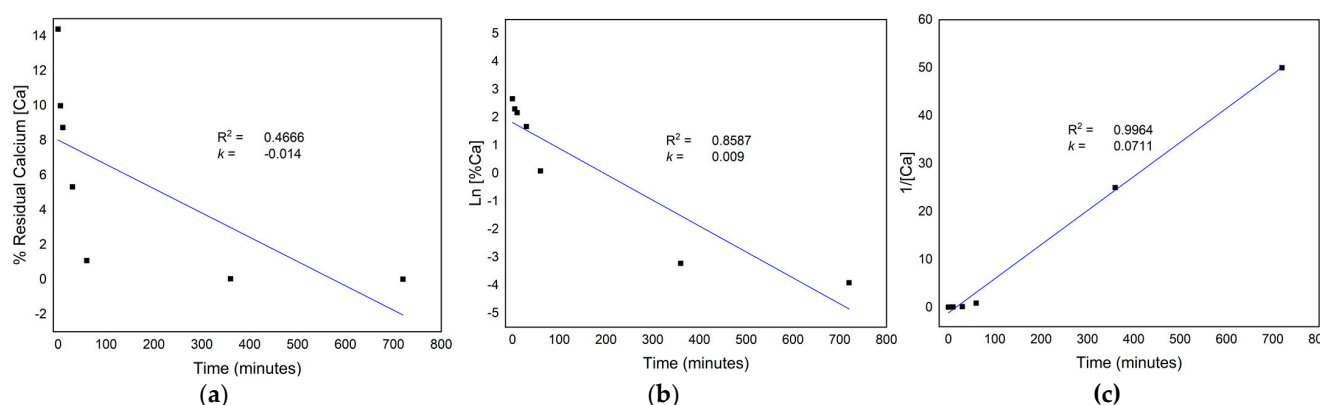 % Residual Calcium [Ca]
14
12
10
8
6
4
2
0
-2
R² = 0.4666
k = -0.014
0 100 200 300 400 500 600 700 800
Time (minutes)
(a)
Ln [%Ca]
5
4
3
2
1
0
-1
-2
-3
-4
-5
R² = 0.8587
k = 0.009
0 100 200 300 400 500 600 700 800
Time (minutes)
(b)
1/[Ca]
60
50
40
30
20
10
0
R² = 0.9964
k = 0.0711
0 100 200 300 400 500 600 700 80
Time (minutes)
(c)